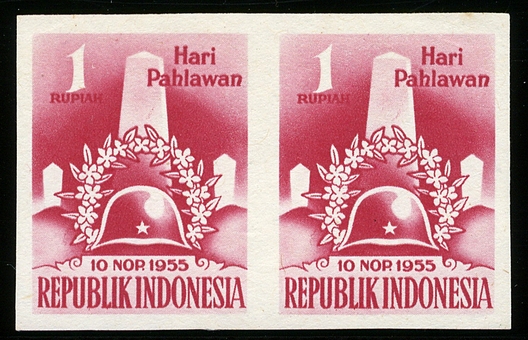 1
RUPIAH
Hari
Pahlawan
10 NOP. 1955
REPUBLIK INDONESIA
1
RUPIAH
Hari
Pahlawan
10 NOP. 1955
REPUBLIK INDONESIA